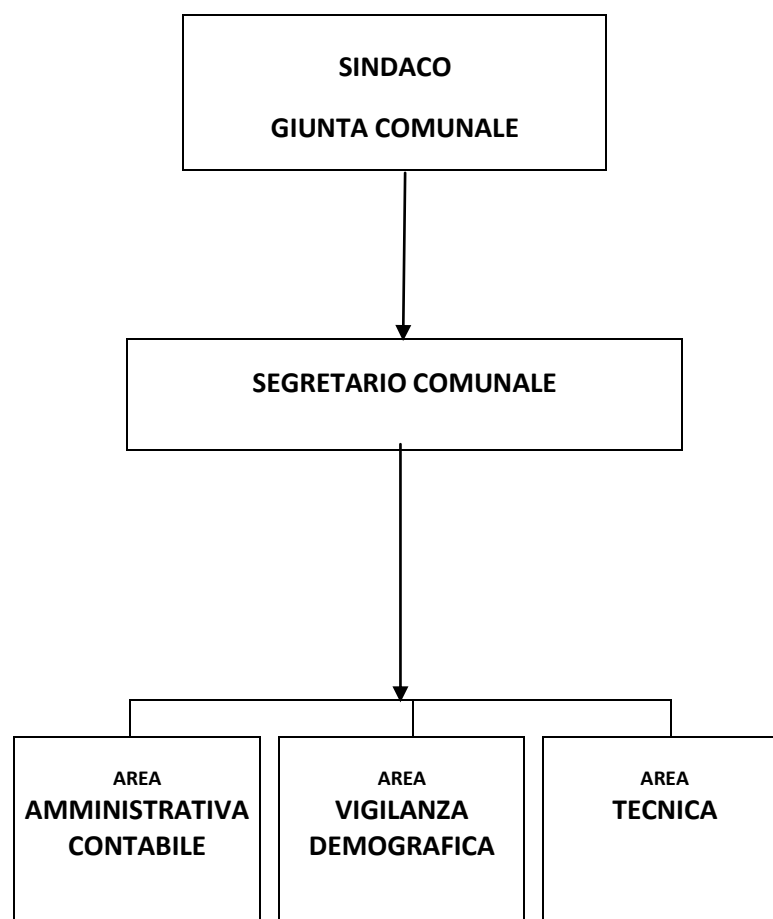 SINDACO
GIUNTA COMUNALE
SEGRETARIO COMUNALE
AREA
AMMINISTRATIVA
CONTABILE
AREA
VIGILANZA
DEMOGRAFICA
AREA
TECNICA